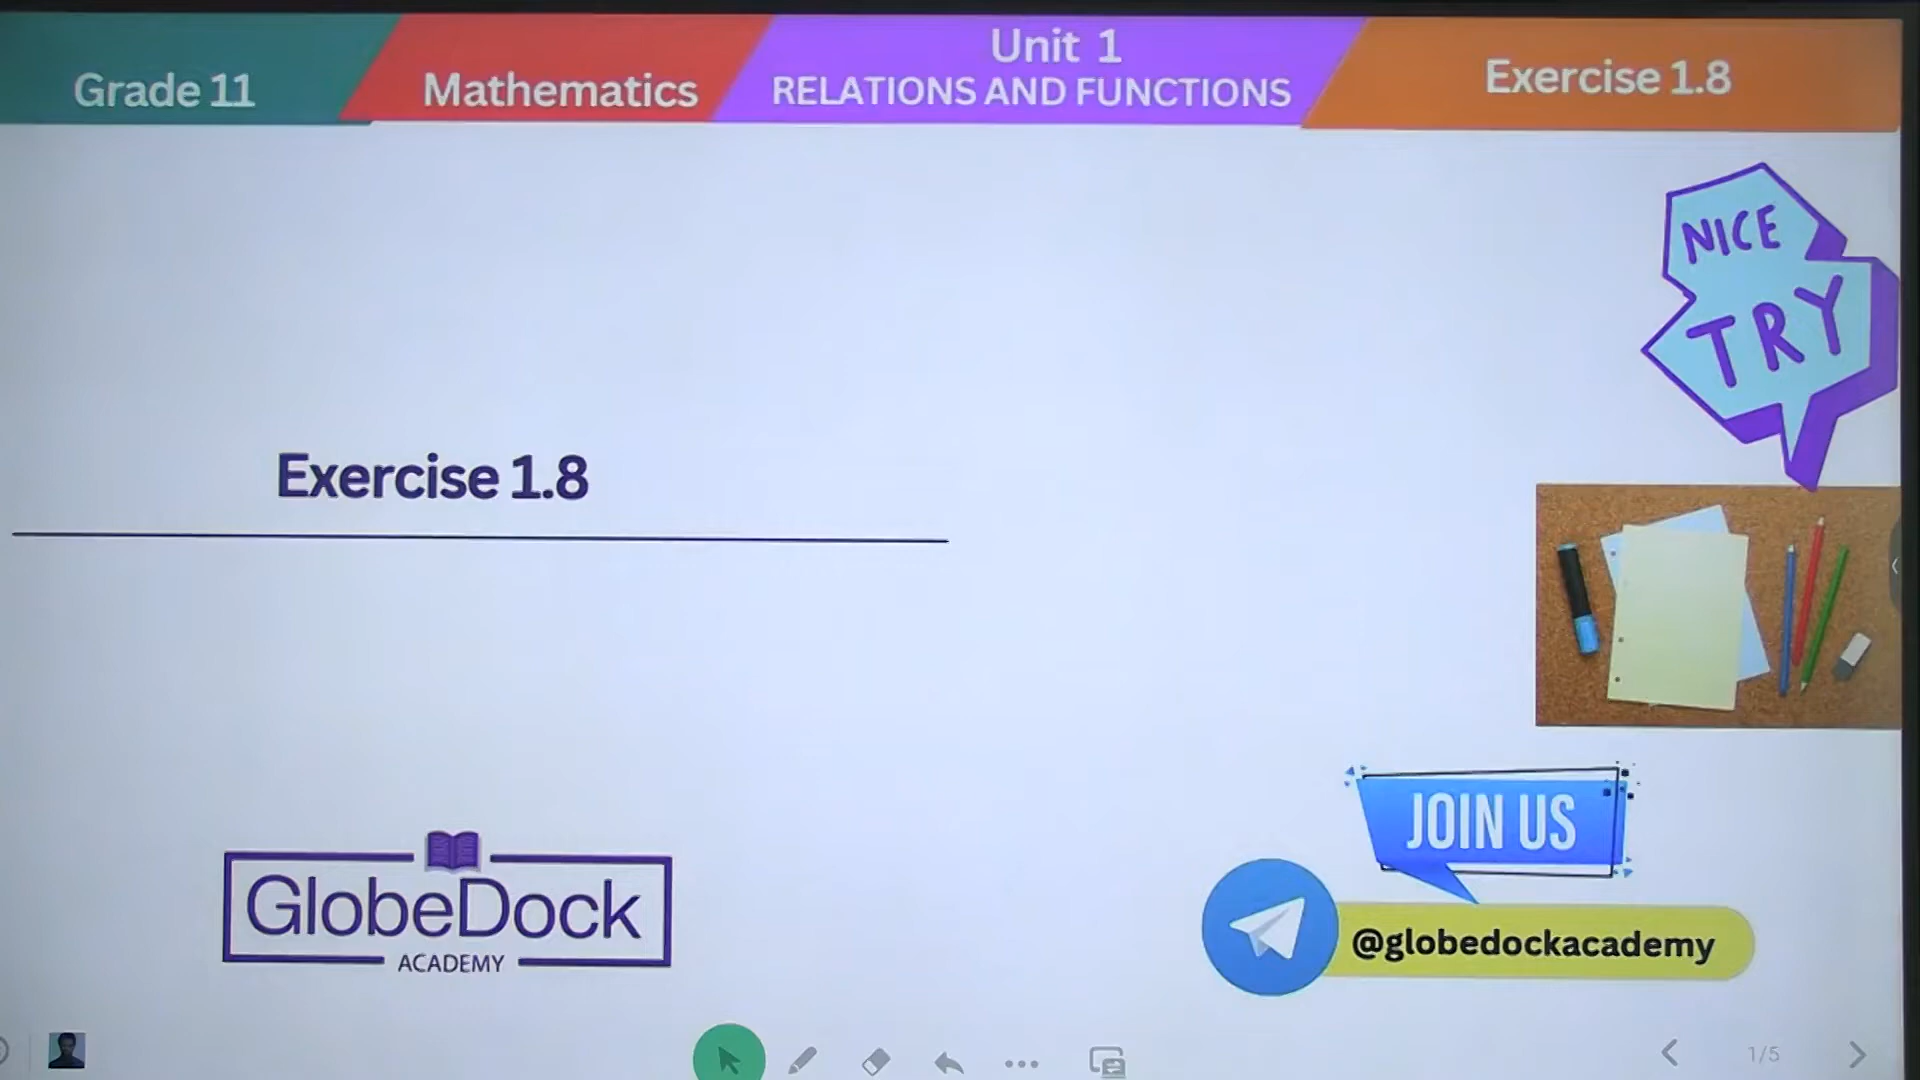 Grade 11
Mathematics
Unit 1
RELATIONS AND FUNCTIONS
Exercise 1.8
NICE
TRY
Exercise 1.8
JOIN US
GlobeDock
ACADEMY
@globedockacademy
1/5